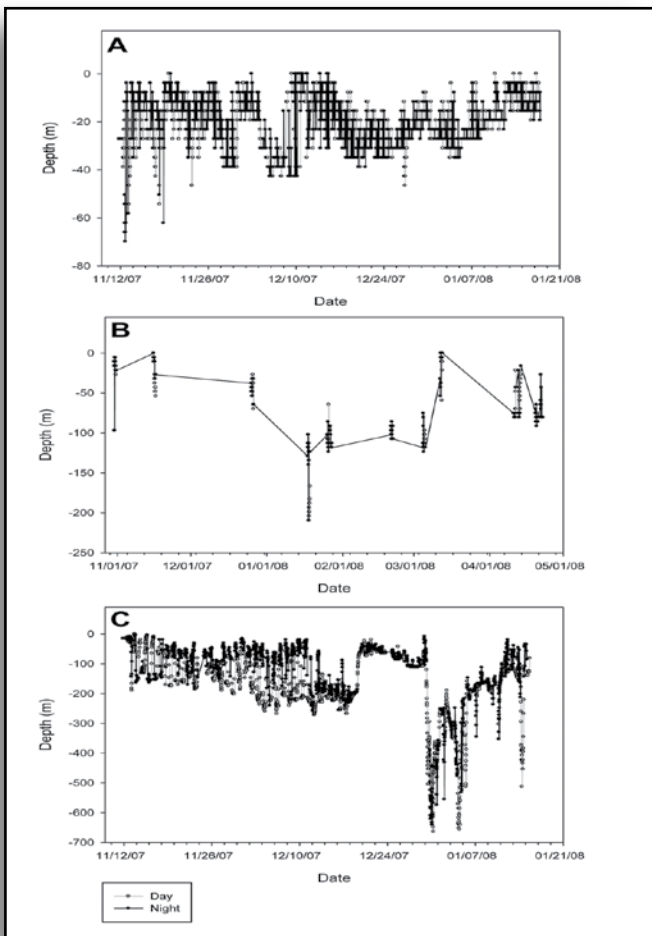 A
0
-20
-40
-60
-80
Depth (m)
11/12/07 11/26/07 12/10/07 12/24/07 01/07/08 01/21/08
Date
B
0
-50
-100
-150
-200
-250
Depth (m)
11/01/07 12/01/07 01/01/08 02/01/08 03/01/08 04/01/08 05/01/08
Date
C
0
-100
-200
-300
-400
-500
-600
-700
Depth (m)
11/12/07 11/26/07 12/10/07 12/24/07 01/07/08 01/21/08
Date
Day
Night